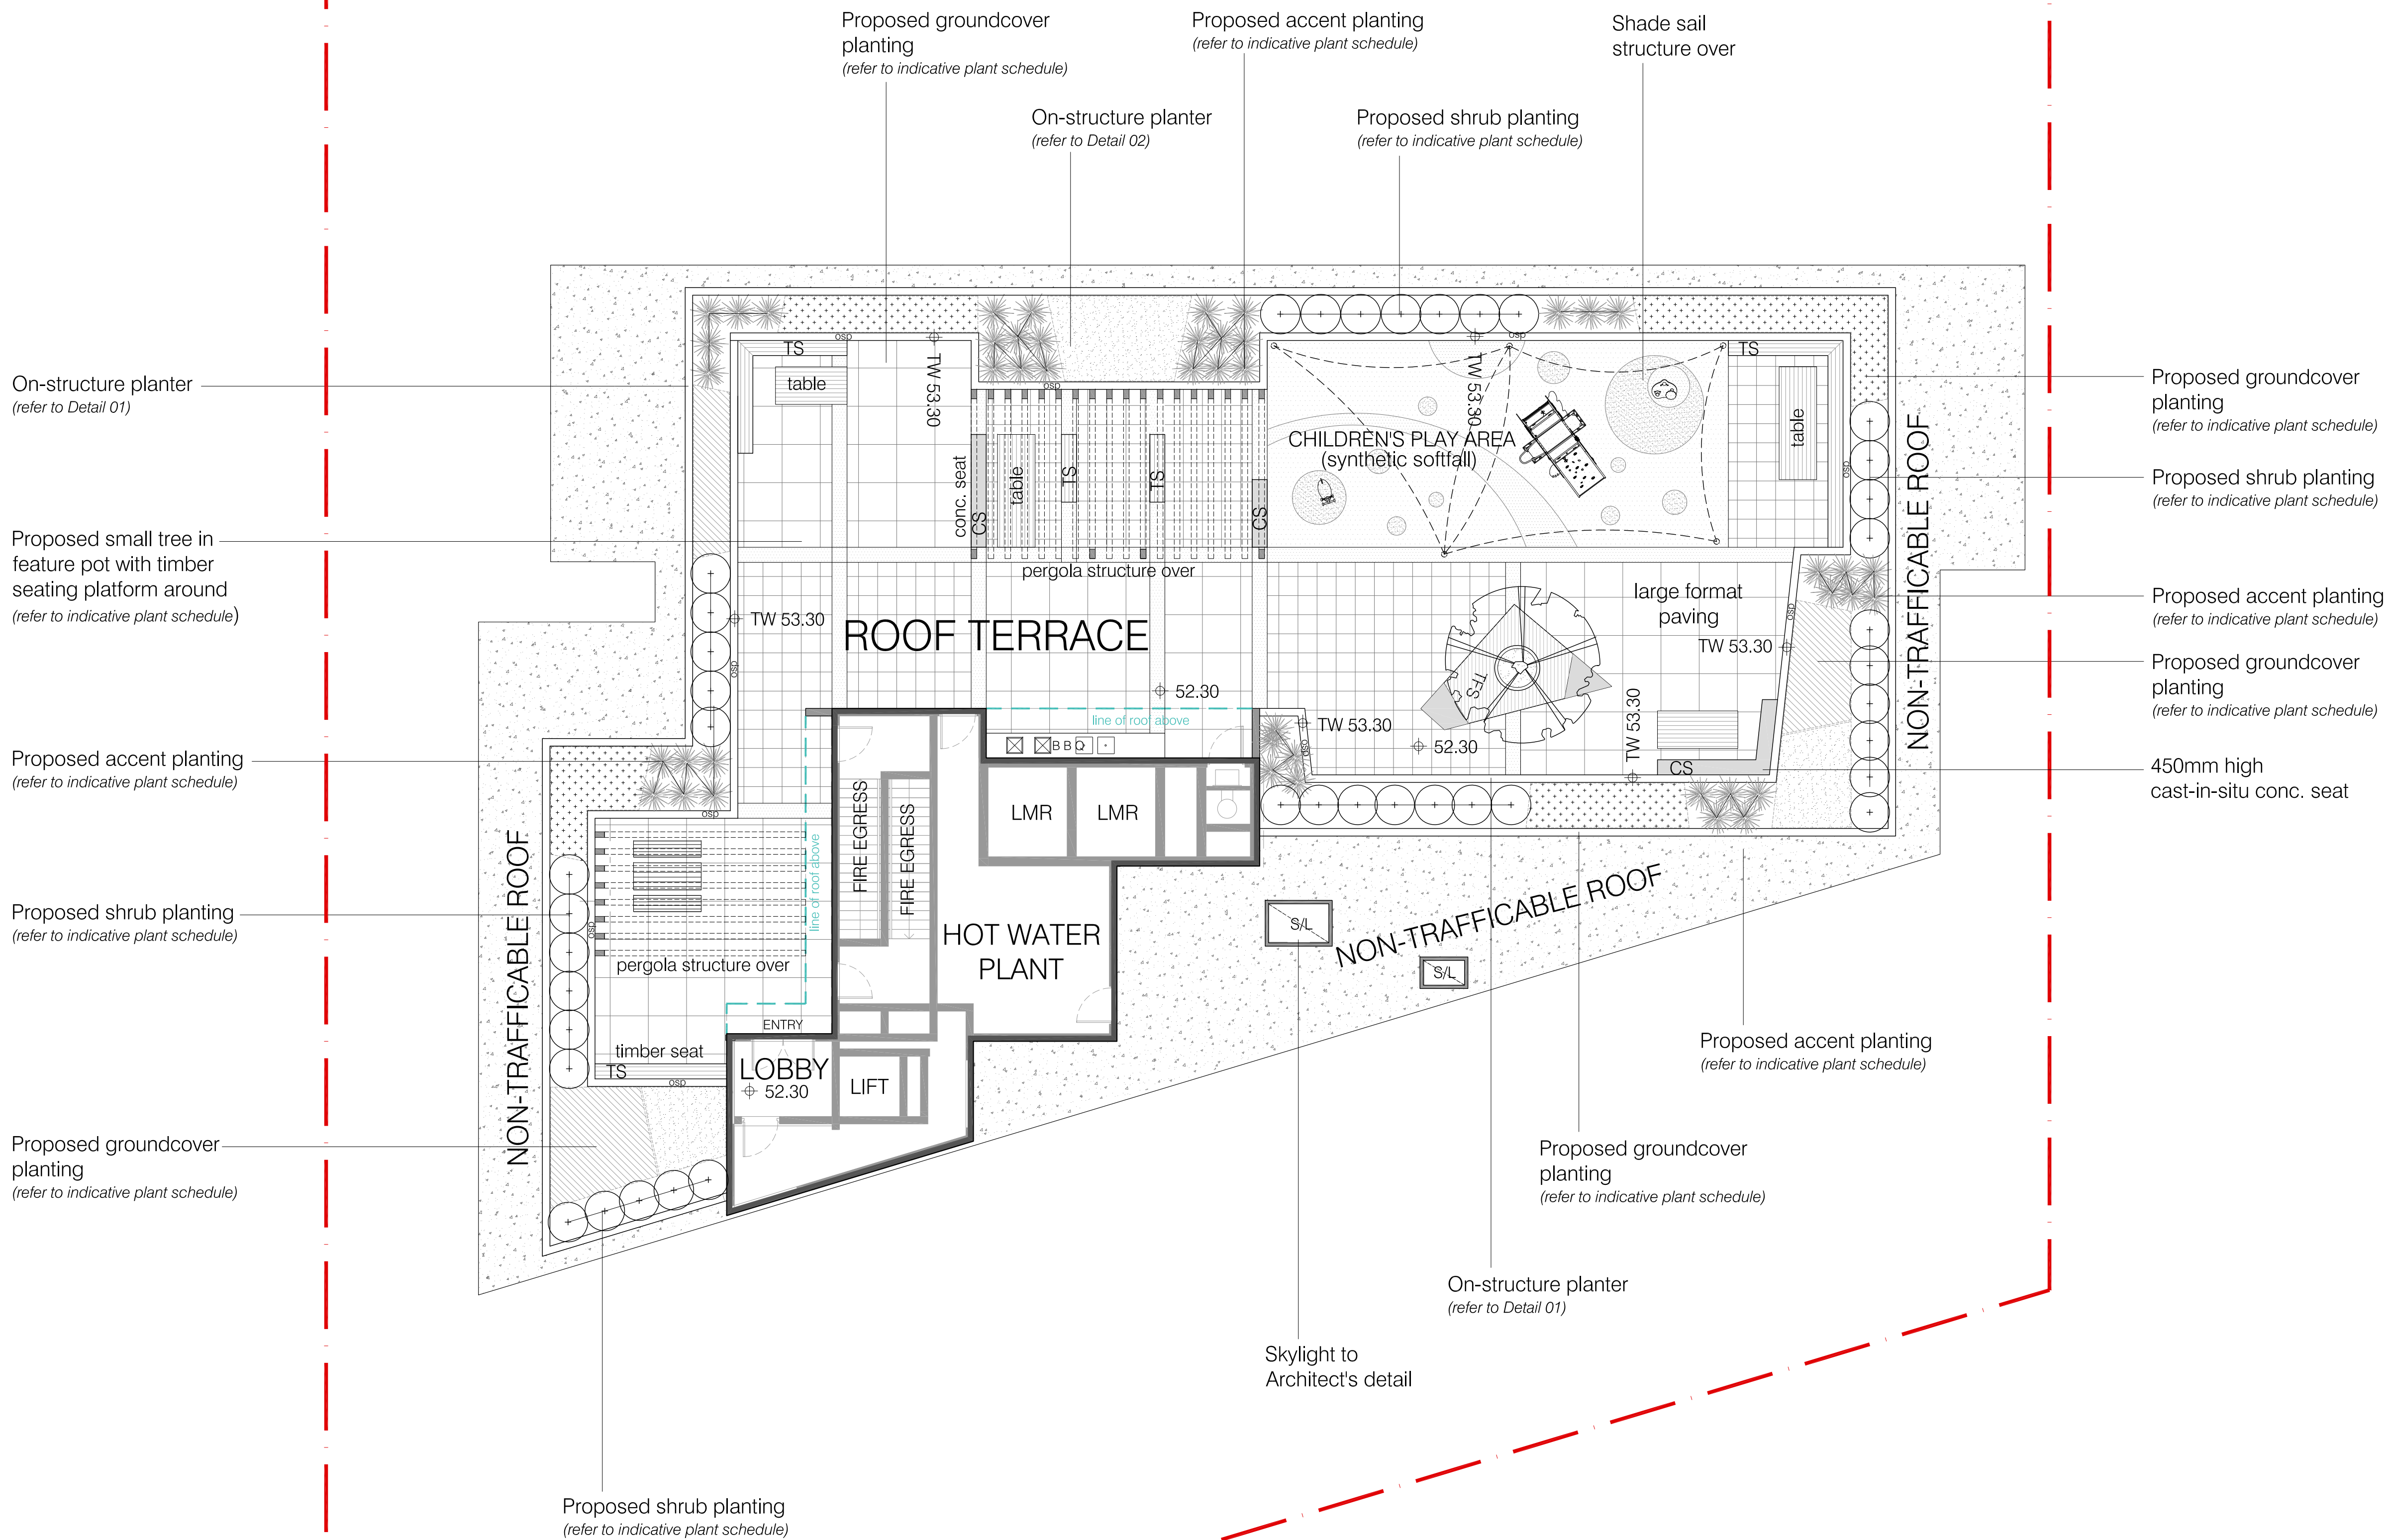 Proposed groundcover
planting
(refer to indicative plant schedule)
Proposed accent planting
(refer to indicative plant schedule)
Shade sail
structure over
On-structure planter
(refer to Detail 02)
Proposed shrub planting
(refer to indicative plant schedule)
On-structure planter
(refer to Detail 01)
Proposed small tree in
feature pot with timber
seating platform around
(refer to indicative plant schedule)
Proposed accent planting
(refer to indicative plant schedule)
Proposed shrub planting
(refer to indicative plant schedule)
Proposed groundcover
planting
(refer to indicative plant schedule)
Proposed shrub planting
(refer to indicative plant schedule)
osp
TS
table
TW 53.30
osp
conc. seat
CS
table
TS
TS
CS
pergola structure over
osp
TW 53.30
CHILDREN'S PLAY AREA
(synthetic softfall)
TS
table
osp
NON-TRAFFICABLE ROOF
TW 53.30
osp
ROOF TERRACE
52.30
line of roof above
BBQ
large format
paving
TFS
osp
TW 53.30
TW 53.30
osp
52.30
TW 53.30
CS
osp
FIRE EGRESS
FIRE EGRESS
LMR
LMR
line of roof above
osp
NON-TRAFFICABLE ROOF
pergola structure over
HOT WATER
PLANT
ENTRY
timber seat
TS
osp
LOBBY
52.30
LIFT
S/L
S/L
NON-TRAFFICABLE ROOF
Proposed groundcover
planting
(refer to indicative plant schedule)
Proposed shrub planting
(refer to indicative plant schedule)
Proposed accent planting
(refer to indicative plant schedule)
Proposed groundcover
planting
(refer to indicative plant schedule)
450mm high
cast-in-situ conc. seat
Proposed accent planting
(refer to indicative plant schedule)
Proposed groundcover
planting
(refer to indicative plant schedule)
On-structure planter
(refer to Detail 01)
Skylight to
Architect's detail